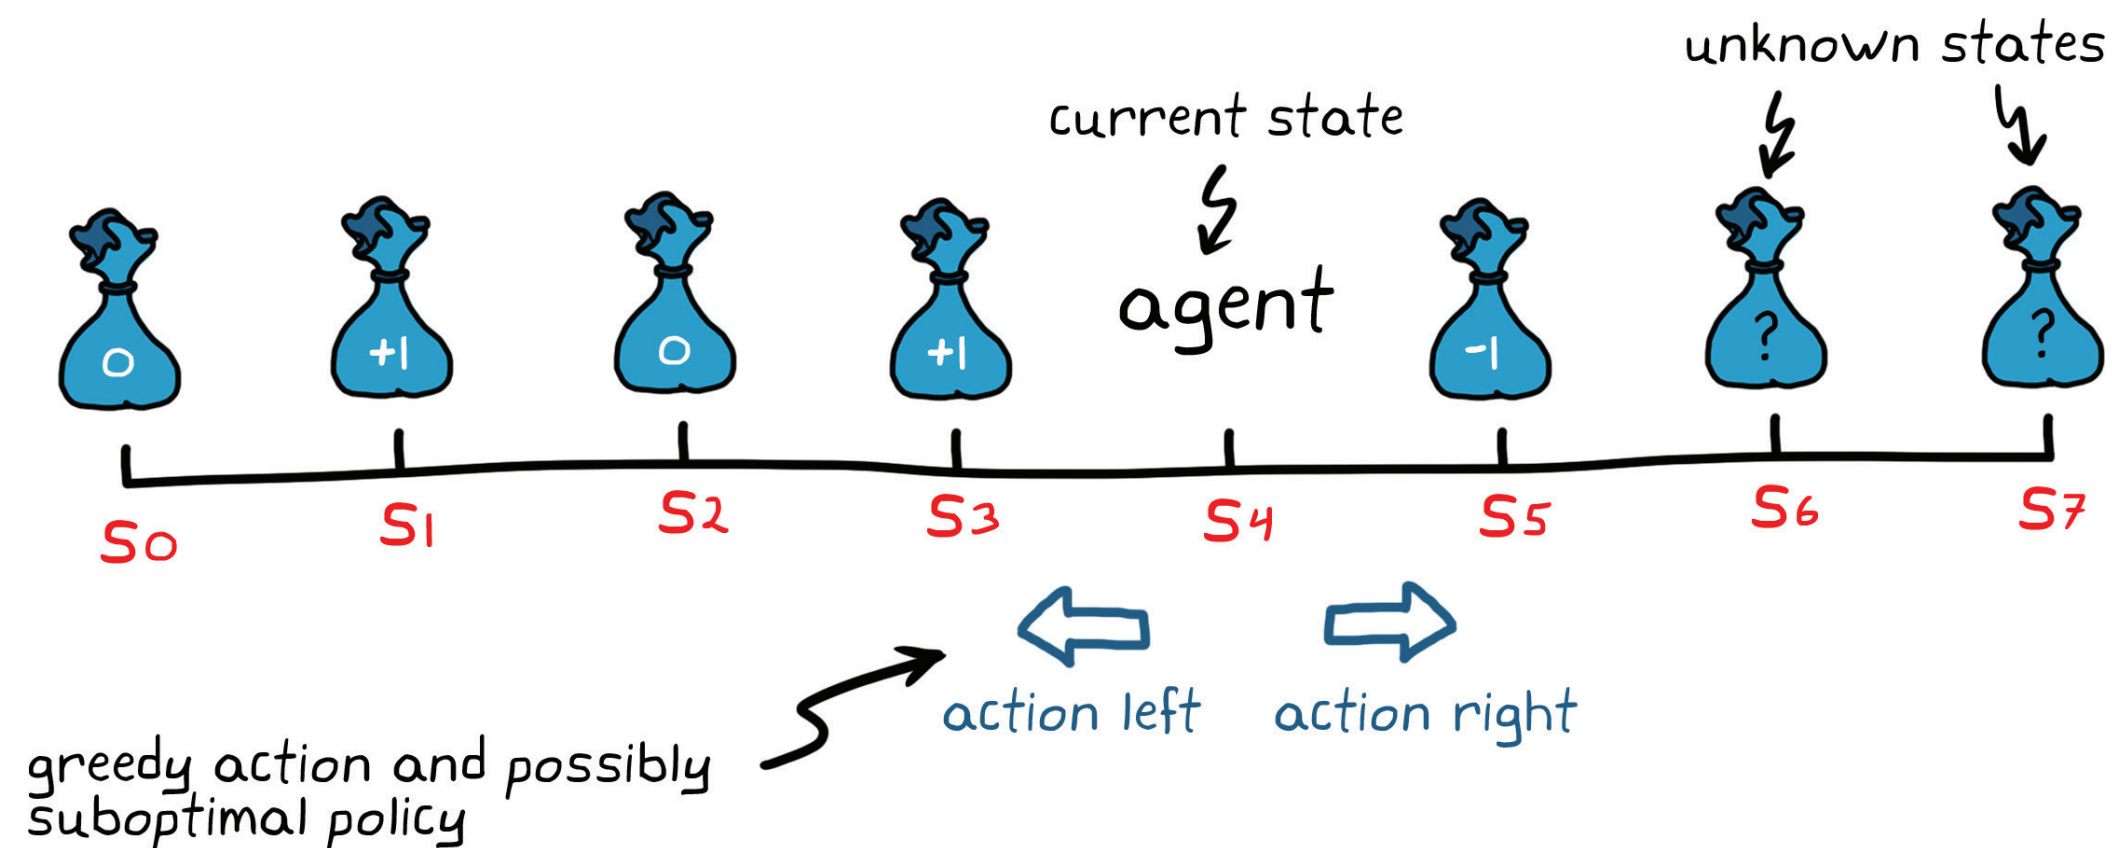 unknown states
current state
agent
0
+1
0
+1
-1
?
?
S0
S1
S2
S3
S4
S5
S6
S7
action left
action right
greedy action and possibly
suboptimal policy